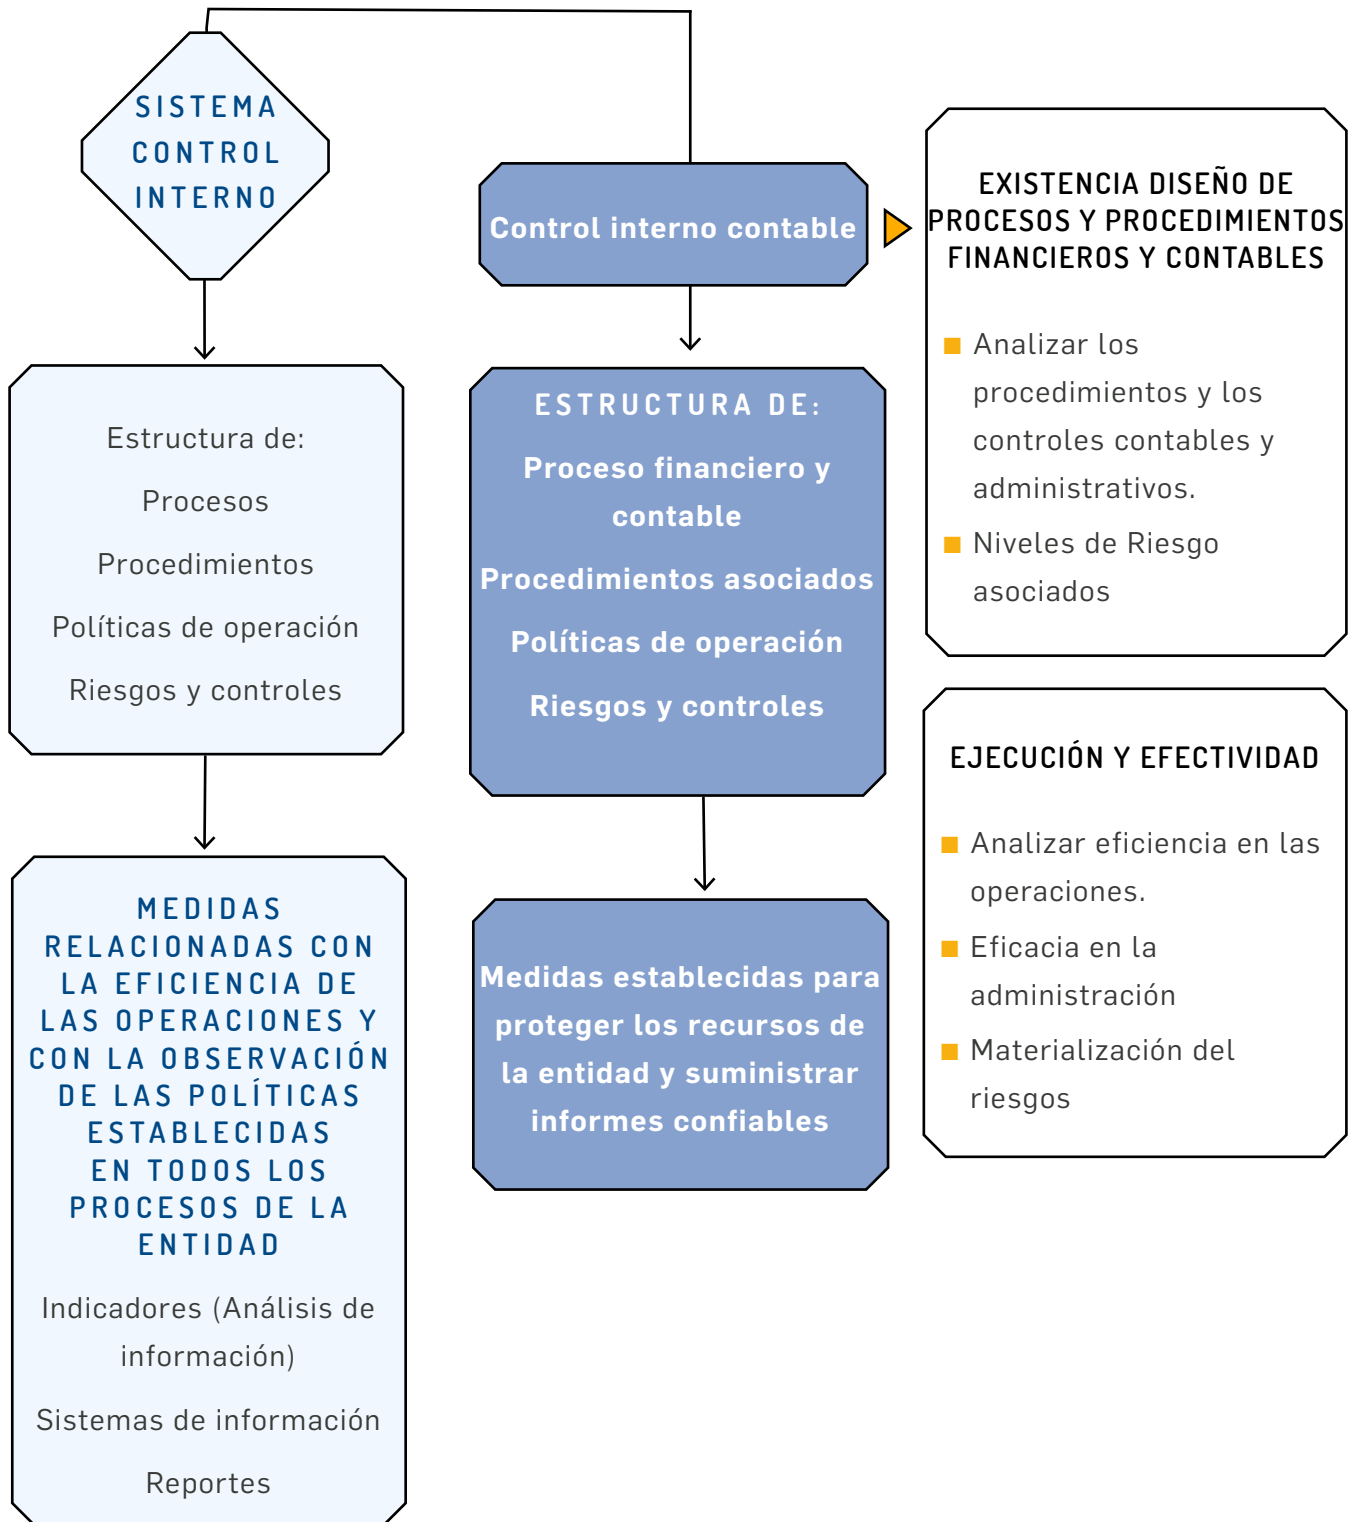 SISTEMA
CONTROL
INTERNO
Estructura de:
Procesos
Procedimientos
Políticas de operación
Riesgos y controles
MEDIDAS
RELACIONADAS CON
LA EFICIENCIA DE
LAS OPERACIONES Y
CON LA OBSERVACIÓN
DE LAS POLÍTICAS
ESTABLECIDAS
EN TODOS LOS
PROCESOS DE LA
ENTIDAD
Indicadores (Análisis de
información)
Sistemas de información
Reportes
Control interno contable
ESTRUCTURA DE:
Proceso financiero y
contable
Procedimientos asociados
Políticas de operación
Riesgos y controles
Medidas establecidas para
proteger los recursos de
la entidad y suministrar
informes confiables
EXISTENCIA DISEÑO DE
PROCESOS Y PROCEDIMIENTOS
FINANCIEROS Y CONTABLES
Analizar los
procedimientos y los
controles contables y
administrativos.
Niveles de Riesgo
asociados
EJECUCIÓN Y EFECTIVIDAD
Analizar eficiencia en las
operaciones.
Eficacia en la
administración
Materialización del
riesgos